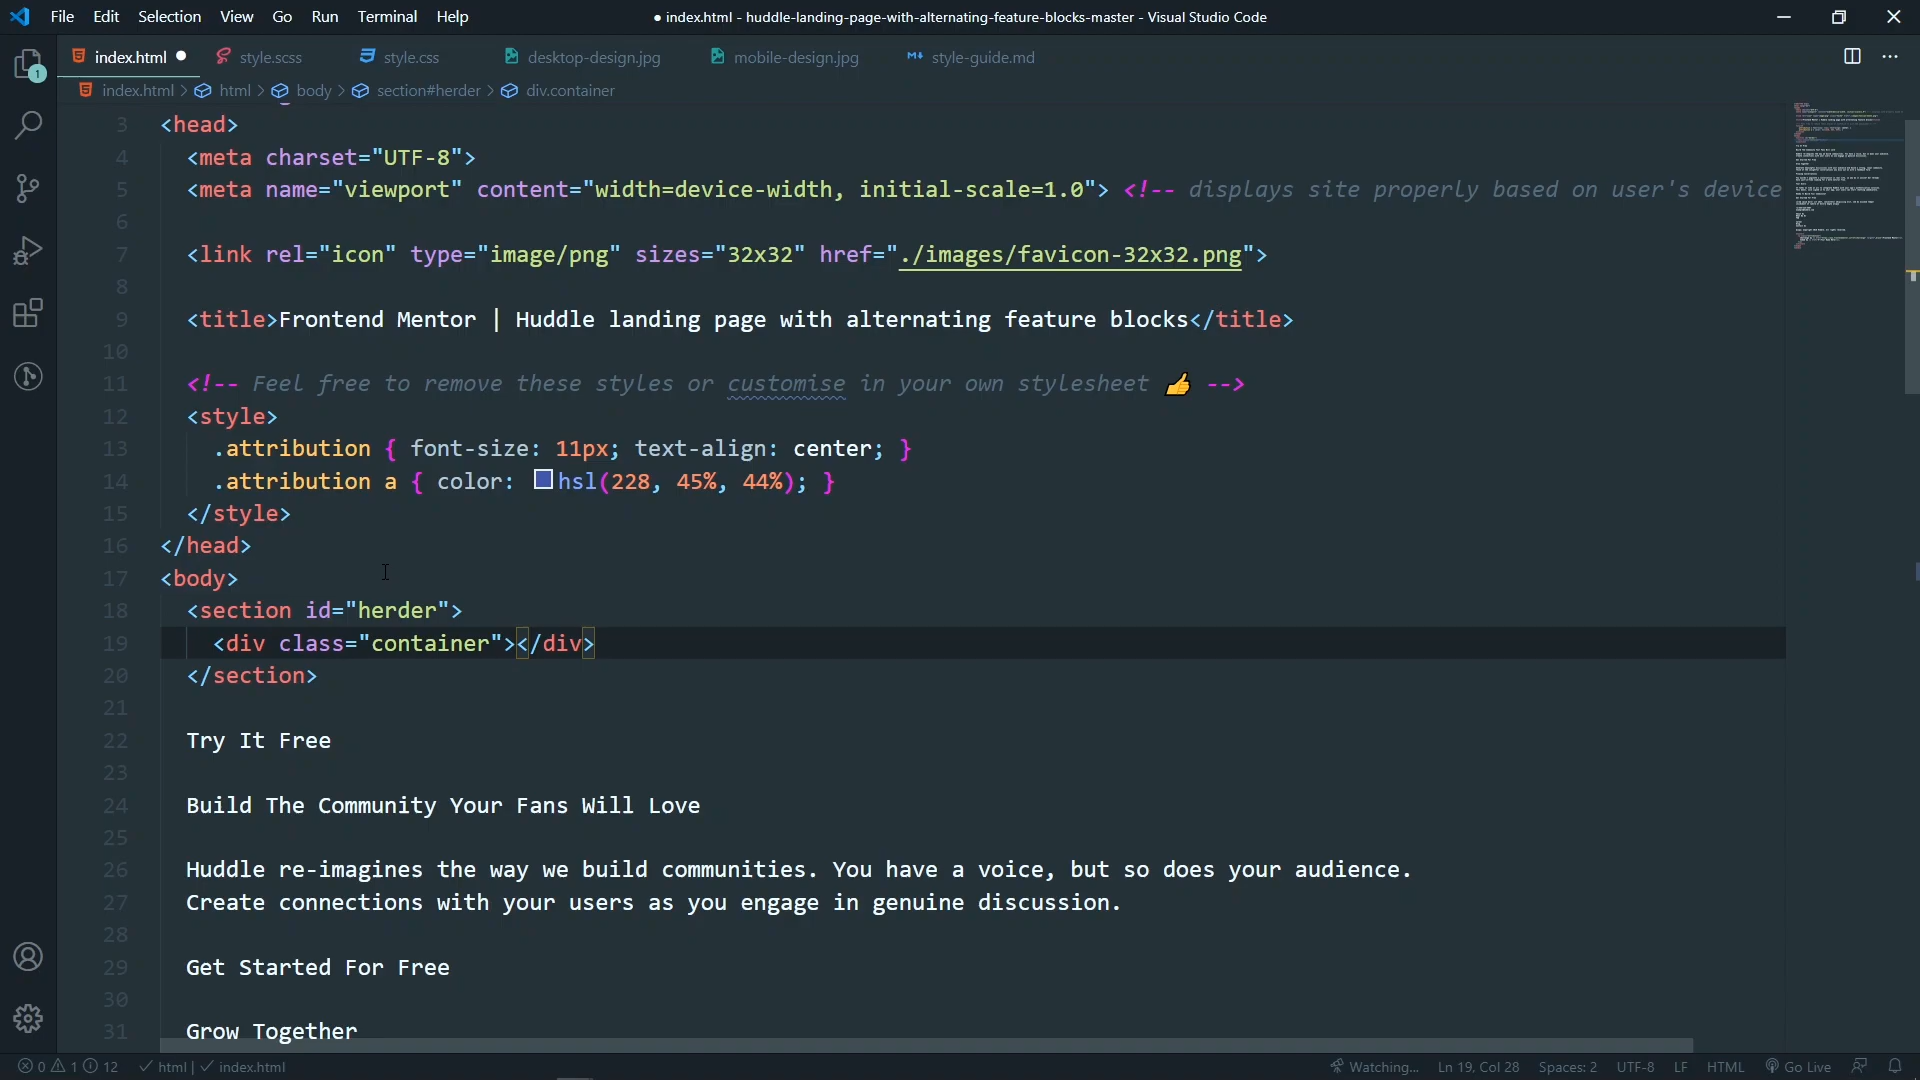 File Edit Selection View Go Run Terminal Help
● index.html - huddle-landing-page-with-alternating-feature-blocks-master - Visual Studio Code
index.html ● style.scss style.css desktop-design.jpg mobile-design.jpg style-guide.md
index.html > html > body > section#herder > div.container
1
3 <head>
4 <meta charset="UTF-8">
5 <meta name="viewport" content="width=device-width, initial-scale=1.0"> <!-- displays site properly based on user's device
6
7 <link rel="icon" type="image/png" sizes="32x32" href="./images/favicon-32x32.png">
8
9 <title>Frontend Mentor | Huddle landing page with alternating feature blocks</title>
10
11 <!-- Feel free to remove these styles or customise in your own stylesheet 👍 -->
12 <style>
13 .attribution { font-size: 11px; text-align: center; }
14 .attribution a { color: hsl(228, 45%, 44%); }
15 </style>
16 </head>
17 <body>
18 <section id="herder">
19 <div class="container"></div>
20 </section>
21
22 Try It Free
23
24 Build The Community Your Fans Will Love
25
26 Huddle re-imagines the way we build communities. You have a voice, but so does your audience.
27 Create connections with your users as you engage in genuine discussion.
28
29 Get Started For Free
30
31 Grow Together
0 1 12 html | index.html Watching... Ln 19, Col 28 Spaces: 2 UTF-8 LF HTML Go Live